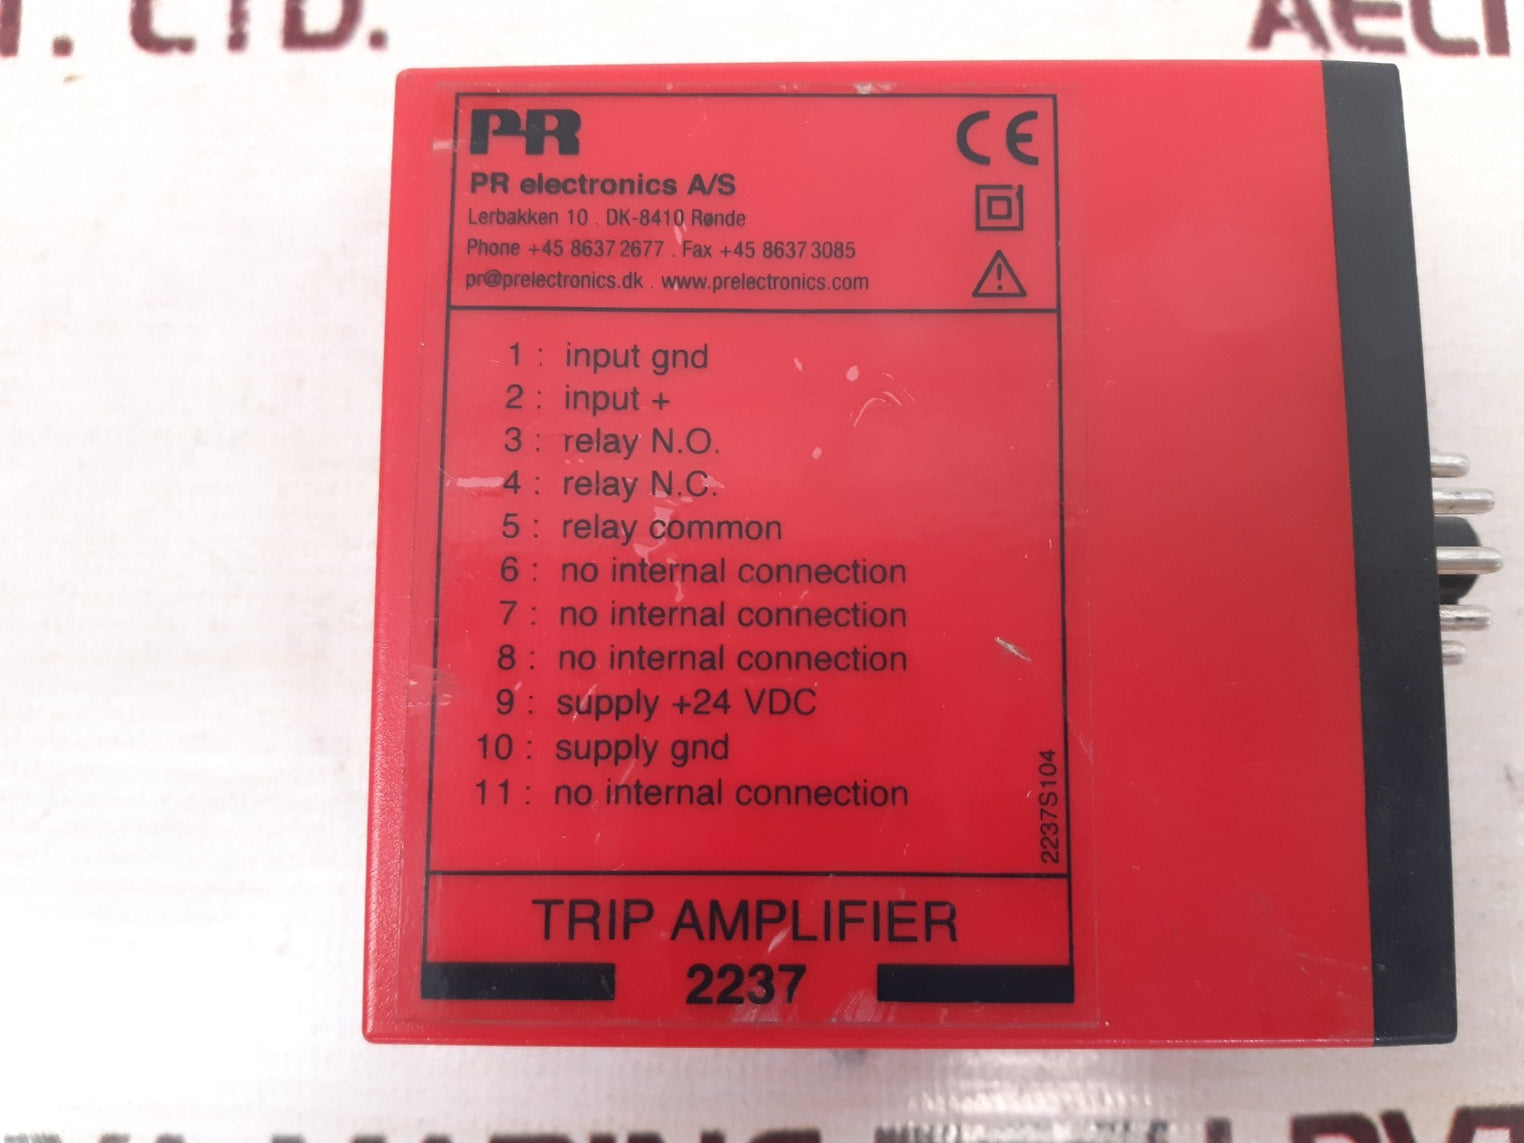 T. LTD.
PR
CE
PR electronics A/S
Lerbakken 10 . DK-8410 Rønde
Phone +45 8637 2677 . Fax +45 8637 3085
pr@prelectronics.dk . www.prelectronics.com
1 : input gnd
2 : input +
3 : relay N.O.
4 : relay N.C.
5 : relay common
6 : no internal connection
7 : no internal connection
8 : no internal connection
9 : supply +24 VDC
10 : supply gnd
11 : no internal connection
2237S104
TRIP AMPLIFIER
2237